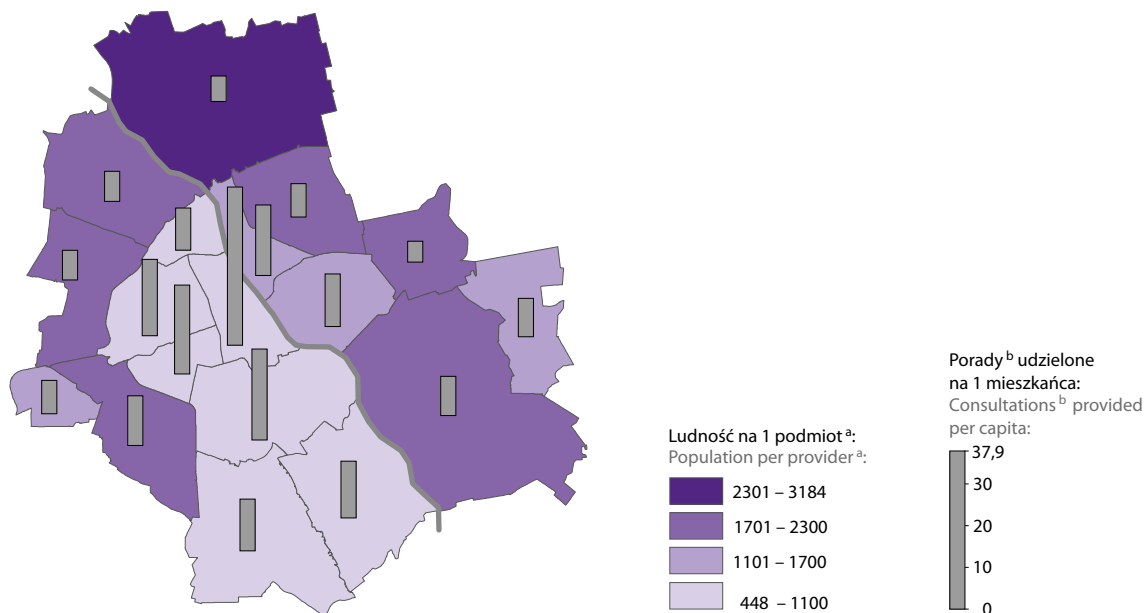 Ludność na 1 podmiot ᵃ:
Population per provider ᵃ:
2301 – 3184
1701 – 2300
1101 – 1700
448 – 1100
Porady ᵇ udzielone
na 1 mieszkańca:
Consultations ᵇ provided
per capita:
37,9
30
20
10
0